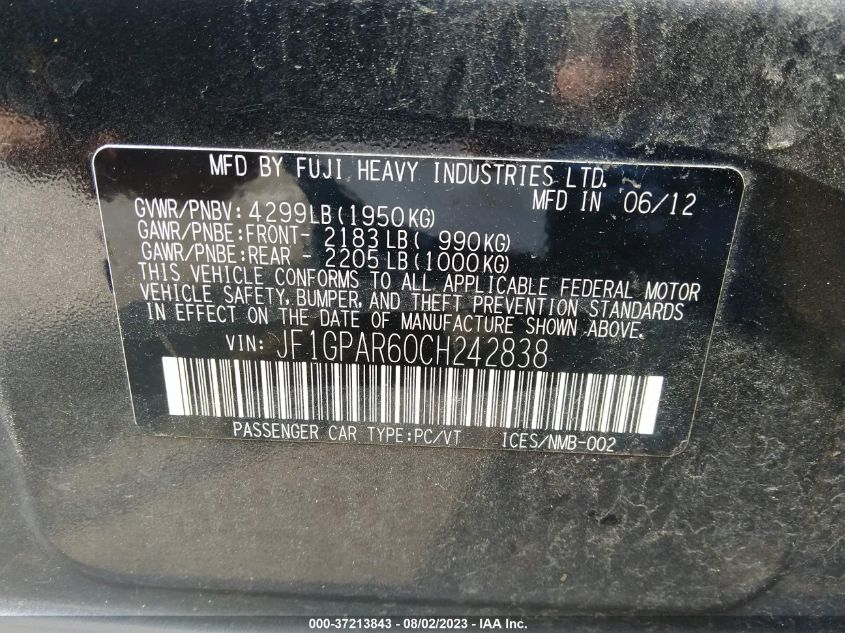 MFD BY FUJI HEAVY INDUSTRIES LTD.
MFD IN 06/12
GVWR/PNBV: 4299LB(1950KG)
GAWR/PNBE:FRONT- 2183LB( 990KG)
GAWR/PNBE:REAR - 2205LB(1000KG)
THIS VEHICLE CONFORMS TO ALL APPLICABLE FEDERAL MOTOR
VEHICLE SAFETY, BUMPER, AND THEFT PREVENTION STANDARDS
IN EFFECT ON THE DATE OF MANUFACTURE SHOWN ABOVE.
VIN: JF1GPAR60CH242838
PASSENGER CAR TYPE:PC/VT ICES/NMB-002
000-37213843 - 08/02/2023 - IAAI.COM